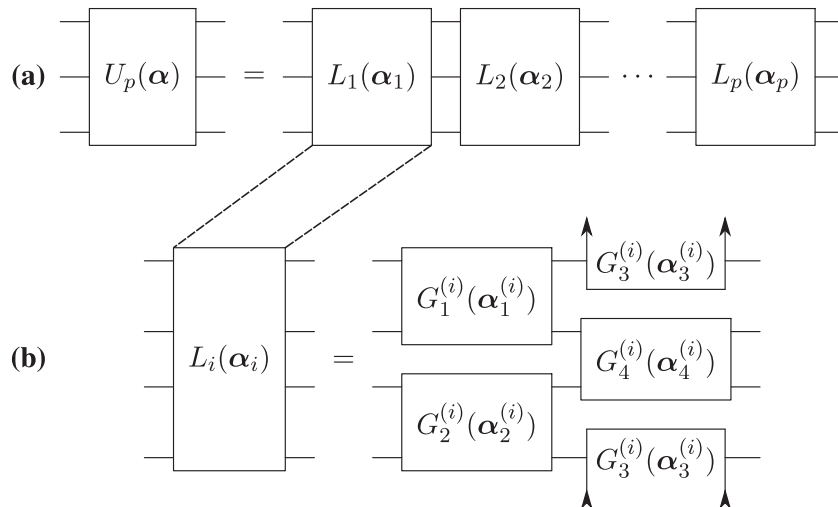 (a) U_p(α) = L_1(α_1) L_2(α_2) ⋯ L_p(α_p)
G_3^{(i)}(α_3^{(i)})
G_1^{(i)}(α_1^{(i)})
(b) L_i(α_i) = G_4^{(i)}(α_4^{(i)})
G_2^{(i)}(α_2^{(i)})
G_3^{(i)}(α_3^{(i)})